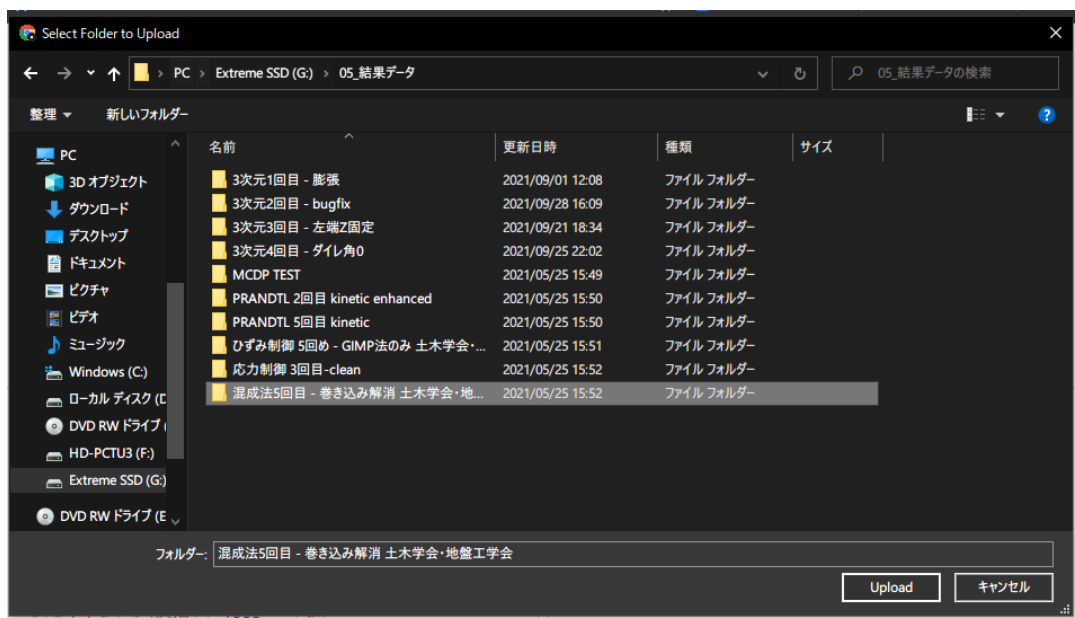 Select Folder to Upload
PC › Extreme SSD (G:) › 05_結果データ
05_結果データの検索
整理 新しいフォルダー
名前 更新日時 種類 サイズ
PC
3D オブジェクト
ダウンロード
デスクトップ
ドキュメント
ピクチャ
ビデオ
ミュージック
Windows (C:)
ローカル ディスク (D
DVD RW ドライブ (
HD-PCTU3 (F:)
Extreme SSD (G:)
DVD RW ドライブ (E
3次元1回目 - 膨張 2021/09/01 12:08 ファイル フォルダー
3次元2回目 - bugfix 2021/09/28 16:09 ファイル フォルダー
3次元3回目 - 左端Z固定 2021/09/21 18:34 ファイル フォルダー
3次元4回目 - ダイレ角0 2021/09/25 22:02 ファイル フォルダー
MCDP TEST 2021/05/25 15:49 ファイル フォルダー
PRANDTL 2回目 kinetic enhanced 2021/05/25 15:50 ファイル フォルダー
PRANDTL 5回目 kinetic 2021/05/25 15:50 ファイル フォルダー
ひずみ制御 5回め - GIMP法のみ 土木学会・... 2021/05/25 15:51 ファイル フォルダー
応力制御 3回目-clean 2021/05/25 15:52 ファイル フォルダー
混成法5回目 - 巻き込み解消 土木学会・地... 2021/05/25 15:52 ファイル フォルダー
フォルダー: 混成法5回目 - 巻き込み解消 土木学会・地盤工学会
Upload キャンセル